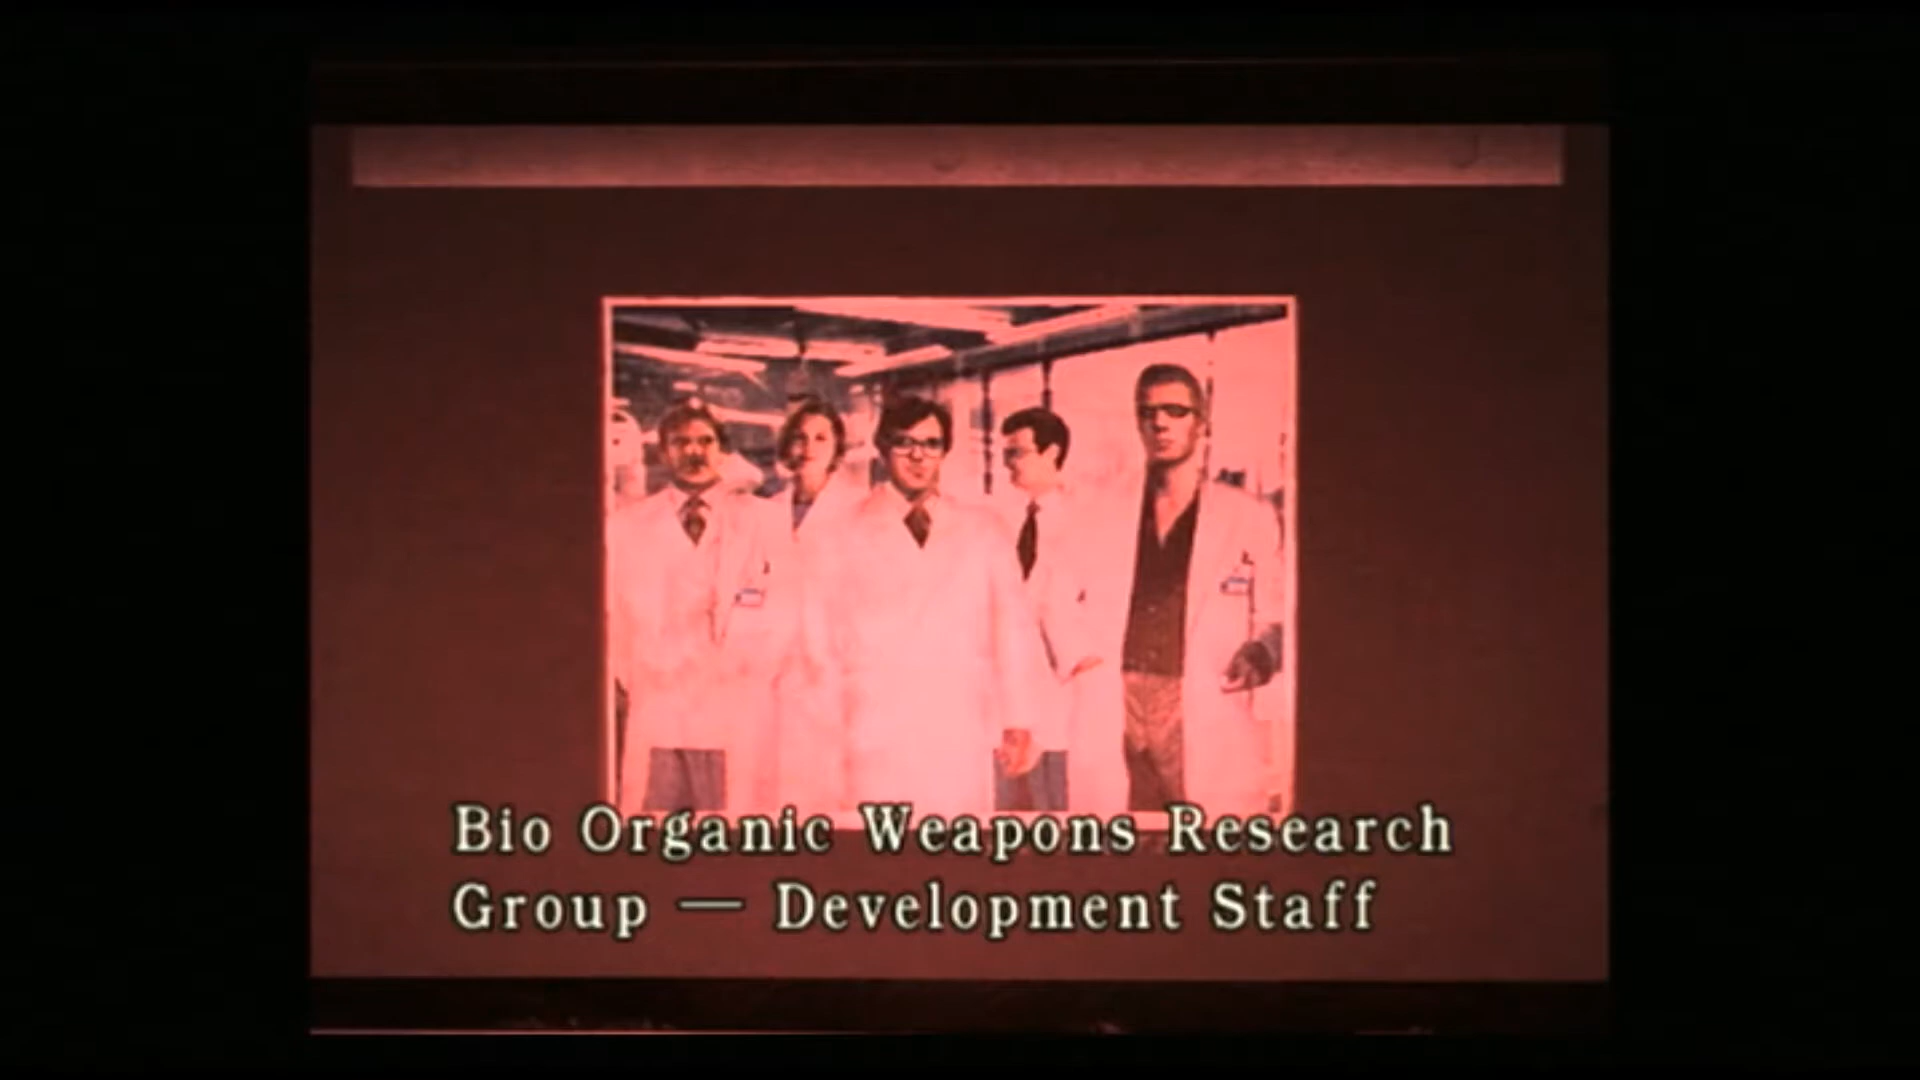 Bio Organic Weapons Research
Group — Development Staff